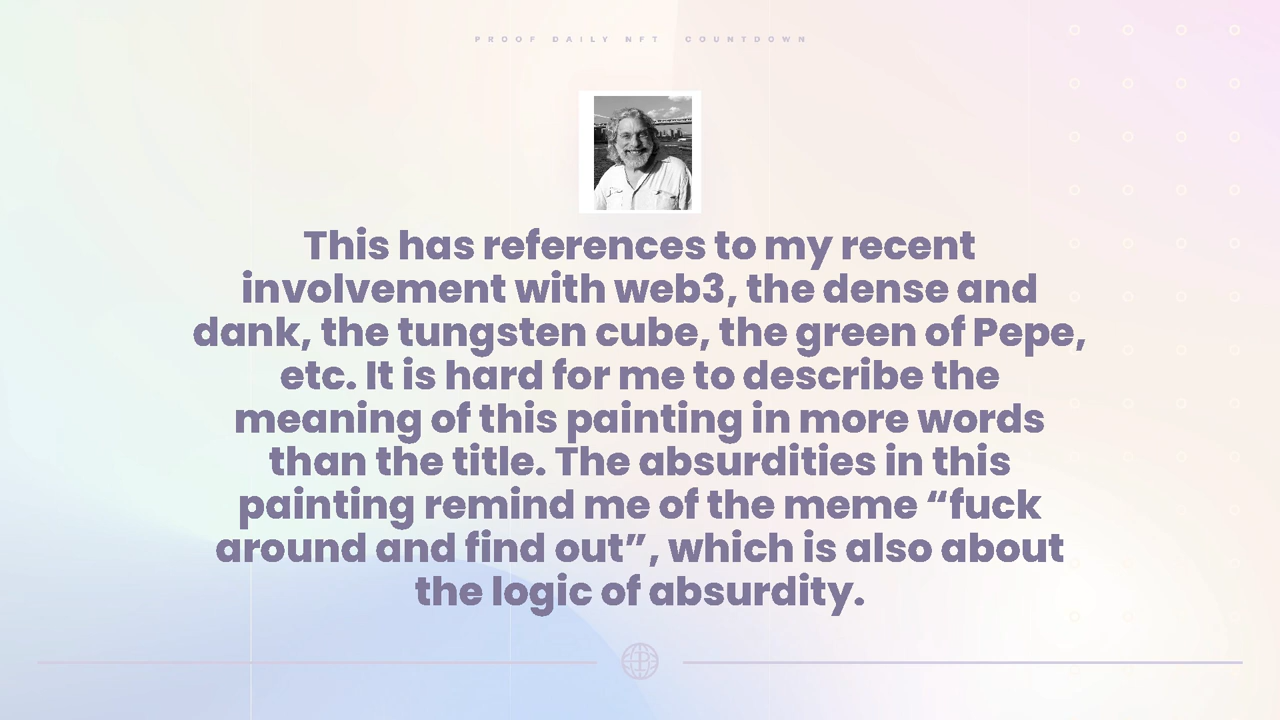 PROOF DAILY NFT COUNTDOWN
This has references to my recent
involvement with web3, the dense and
dank, the tungsten cube, the green of Pepe,
etc. It is hard for me to describe the
meaning of this painting in more words
than the title. The absurdities in this
painting remind me of the meme “fuck
around and find out”, which is also about
the logic of absurdity.